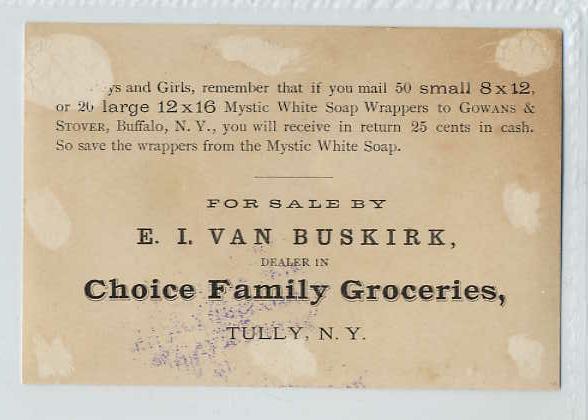 and Girls, remember that if you mail 50 small 8x12,
or 20 large 12x16 Mystic White Soap Wrappers to GOWANS &
STOVER, Buffalo, N. Y., you will receive in return 25 cents in cash.
So save the wrappers from the Mystic White Soap.
FOR SALE BY
E. I. VAN BUSKIRK,
DEALER IN
Choice Family Groceries,
TULLY, N. Y.